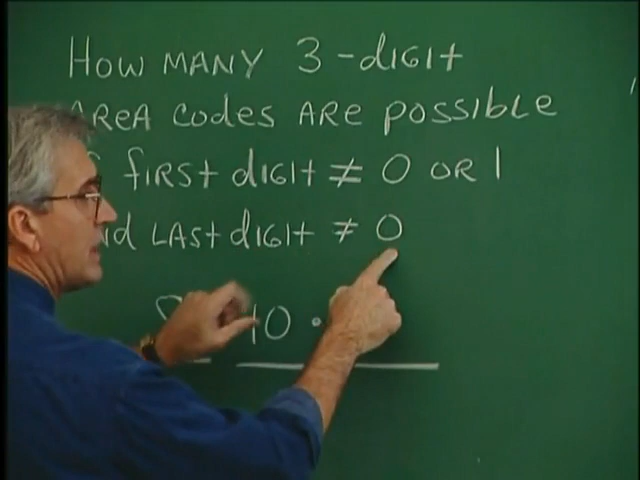 HOW MANY 3-digit
AREA codes ARE possible
first digit ≠ 0 OR 1
and LAST digit ≠ 0
10 ·